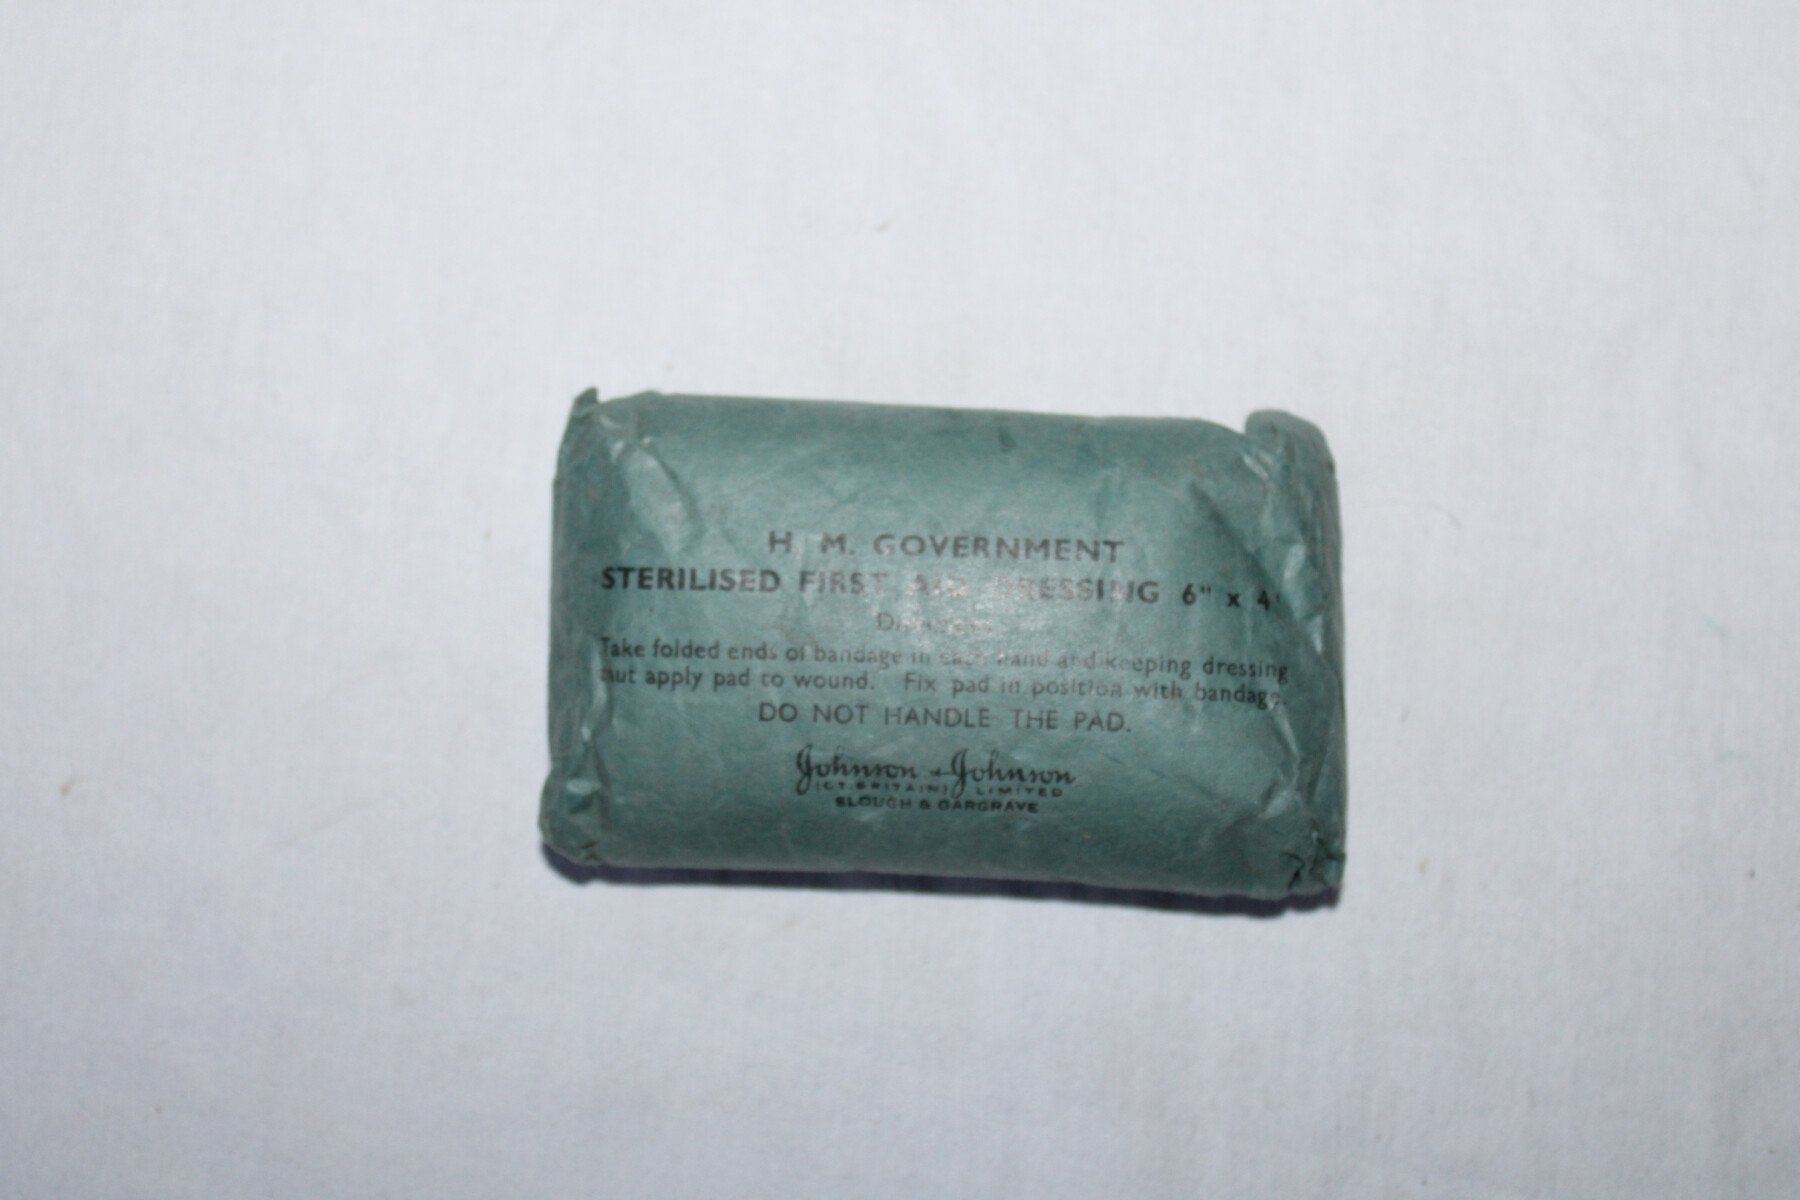 H. M. GOVERNMENT
STERILISED FIRST AID DRESSING 6" x 4"
Directions
Take folded ends of bandage in each hand and keeping dressing
out apply pad to wound. Fix pad in position with bandage.
DO NOT HANDLE THE PAD.
Johnson + Johnson
(GT. BRITAIN) LIMITED
SLOUGH & GARGRAVE